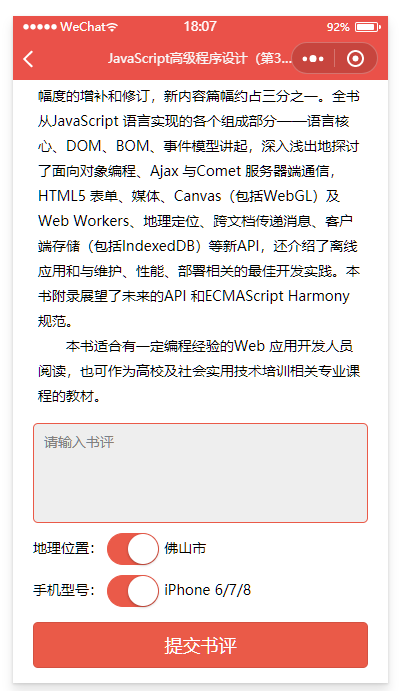 WeChat
18:07
92%
JavaScript高级程序设计（第3...
幅度的增补和修订，新内容篇幅约占三分之一。全书
从JavaScript 语言实现的各个组成部分——语言核
心、DOM、BOM、事件模型讲起，深入浅出地探讨
了面向对象编程、Ajax 与Comet 服务器端通信，
HTML5 表单、媒体、Canvas（包括WebGL）及
Web Workers、地理定位、跨文档传递消息、客户
端存储（包括IndexedDB）等新API，还介绍了离线
应用和与维护、性能、部署相关的最佳开发实践。本
书附录展望了未来的API 和ECMAScript Harmony
规范。
本书适合有一定编程经验的Web 应用开发人员
阅读，也可作为高校及社会实用技术培训相关专业课
程的教材。
请输入书评
地理位置： 佛山市
手机型号： iPhone 6/7/8
提交书评